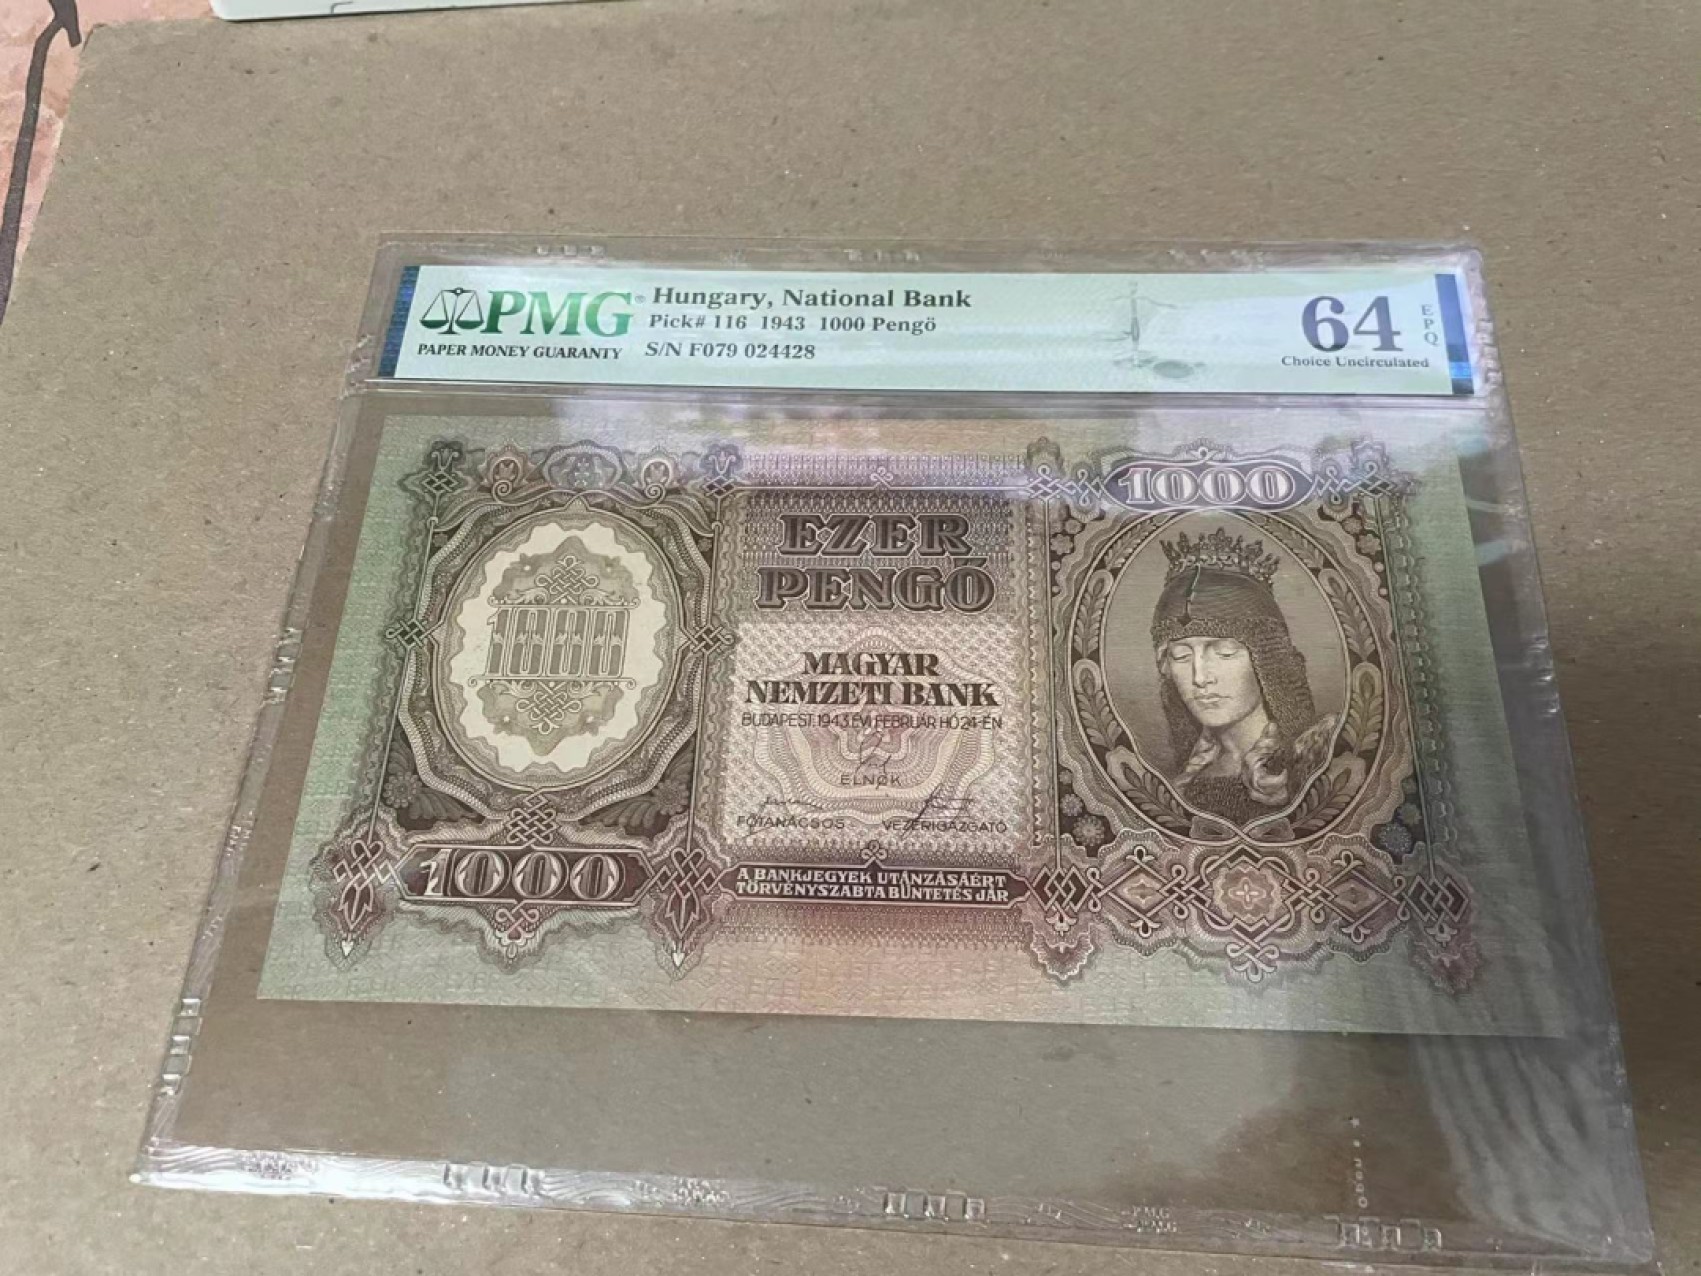 PMG
PAPER MONEY GUARANTY
Hungary, National Bank
Pick# 116 1943 1000 Pengö
S/N F079 024428
64
EPQ
Choice Uncirculated
1000
EZER
PENGŐ
1000
MAGYAR
NEMZETI BANK
BUDAPEST, 1943 ÉVI FEBRUÁR HÓ 24-ÉN
ELNÖK
FŐTANÁCSOS VEZÉRIGAZGATÓ
1000
A BANKJEGYEK UTÁNZÁSÁÉRT
TÖRVÉNYSZABTA BÜNTETÉS JÁR
PMG
PMG